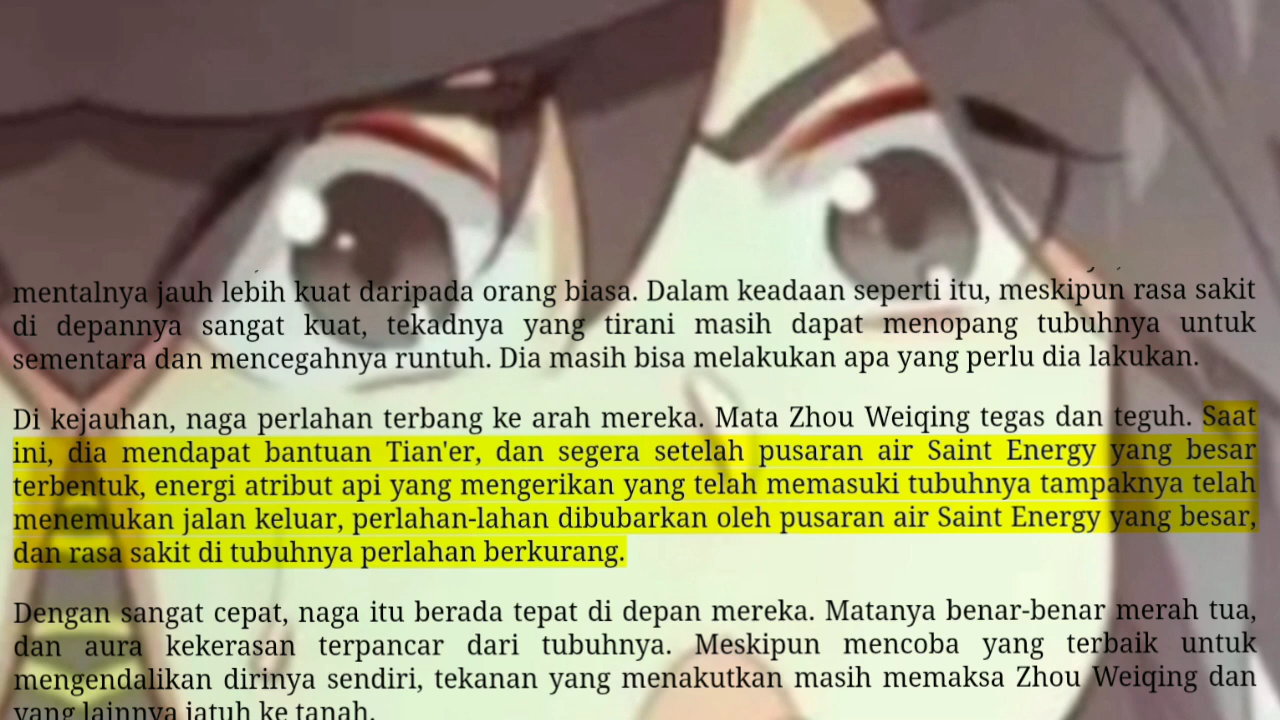 mentalnya jauh lebih kuat daripada orang biasa. Dalam keadaan seperti itu, meskipun rasa sakit
di depannya sangat kuat, tekadnya yang tirani masih dapat menopang tubuhnya untuk
sementara dan mencegahnya runtuh. Dia masih bisa melakukan apa yang perlu dia lakukan.
Di kejauhan, naga perlahan terbang ke arah mereka. Mata Zhou Weiqing tegas dan teguh. Saat
ini, dia mendapat bantuan Tian'er, dan segera setelah pusaran air Saint Energy yang besar
terbentuk, energi atribut api yang mengerikan yang telah memasuki tubuhnya tampaknya telah
menemukan jalan keluar, perlahan-lahan dibubarkan oleh pusaran air Saint Energy yang besar,
dan rasa sakit di tubuhnya perlahan berkurang.
Dengan sangat cepat, naga itu berada tepat di depan mereka. Matanya benar-benar merah tua,
dan aura kekerasan terpancar dari tubuhnya. Meskipun mencoba yang terbaik untuk
mengendalikan dirinya sendiri, tekanan yang menakutkan masih memaksa Zhou Weiqing dan
yang lainnya jatuh ke tanah.